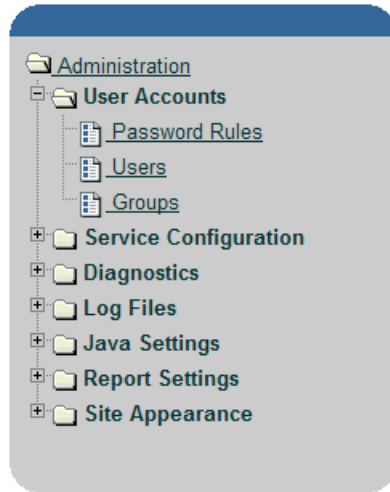 Administration
User Accounts
Password Rules
Users
Groups
Service Configuration
Diagnostics
Log Files
Java Settings
Report Settings
Site Appearance